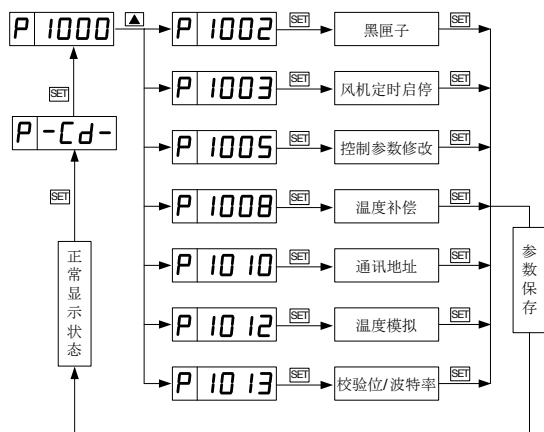 P 1000
P 1002
SET
黑匣子
SET
SET
P 1003
SET
风机定时启停
SET
P -Cd-
P 1005
SET
控制参数修改
SET
SET
P 1008
SET
温度补偿
SET
正常显示状态
P 1010
SET
通讯地址
SET
参数保存
P 1012
SET
温度模拟
SET
P 1013
SET
校验位/波特率
SET